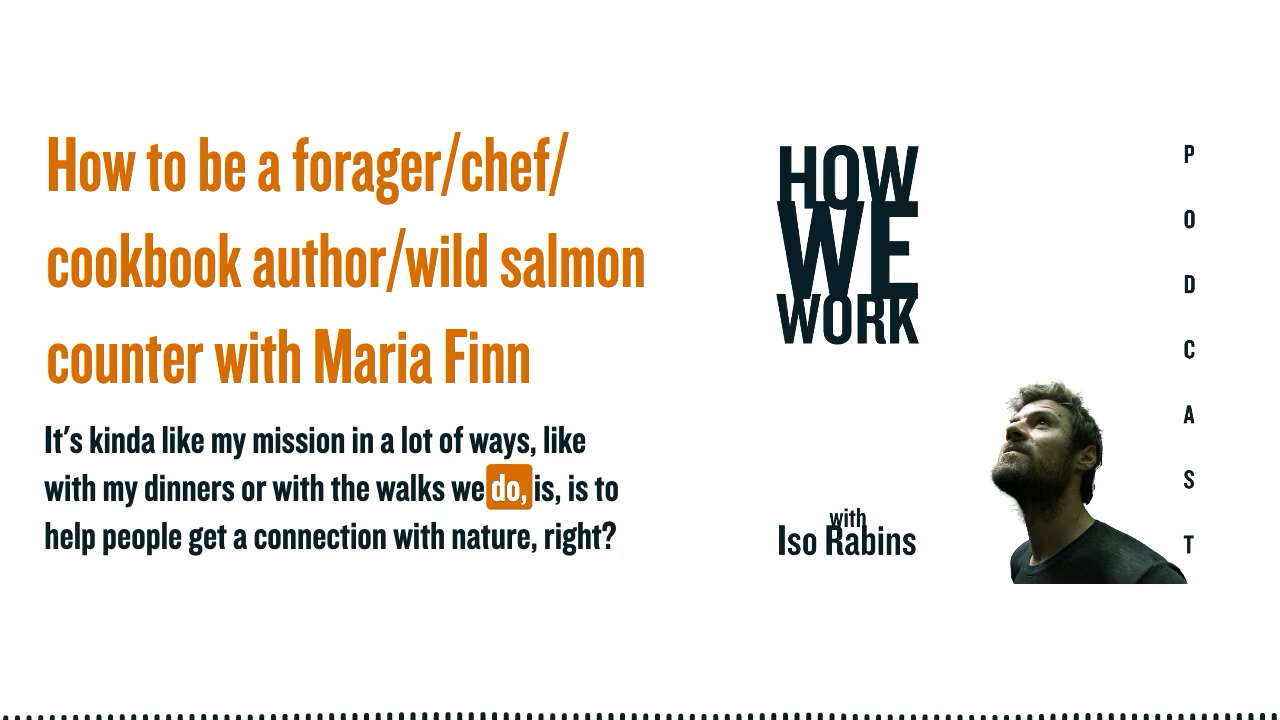 How to be a forager/chef/
cookbook author/wild salmon
counter with Maria Finn
It's kinda like my mission in a lot of ways, like
with my dinners or with the walks we do, is, is to
help people get a connection with nature, right?
HOW
WE
WORK
with
Iso Rabins
P
O
D
C
A
S
T